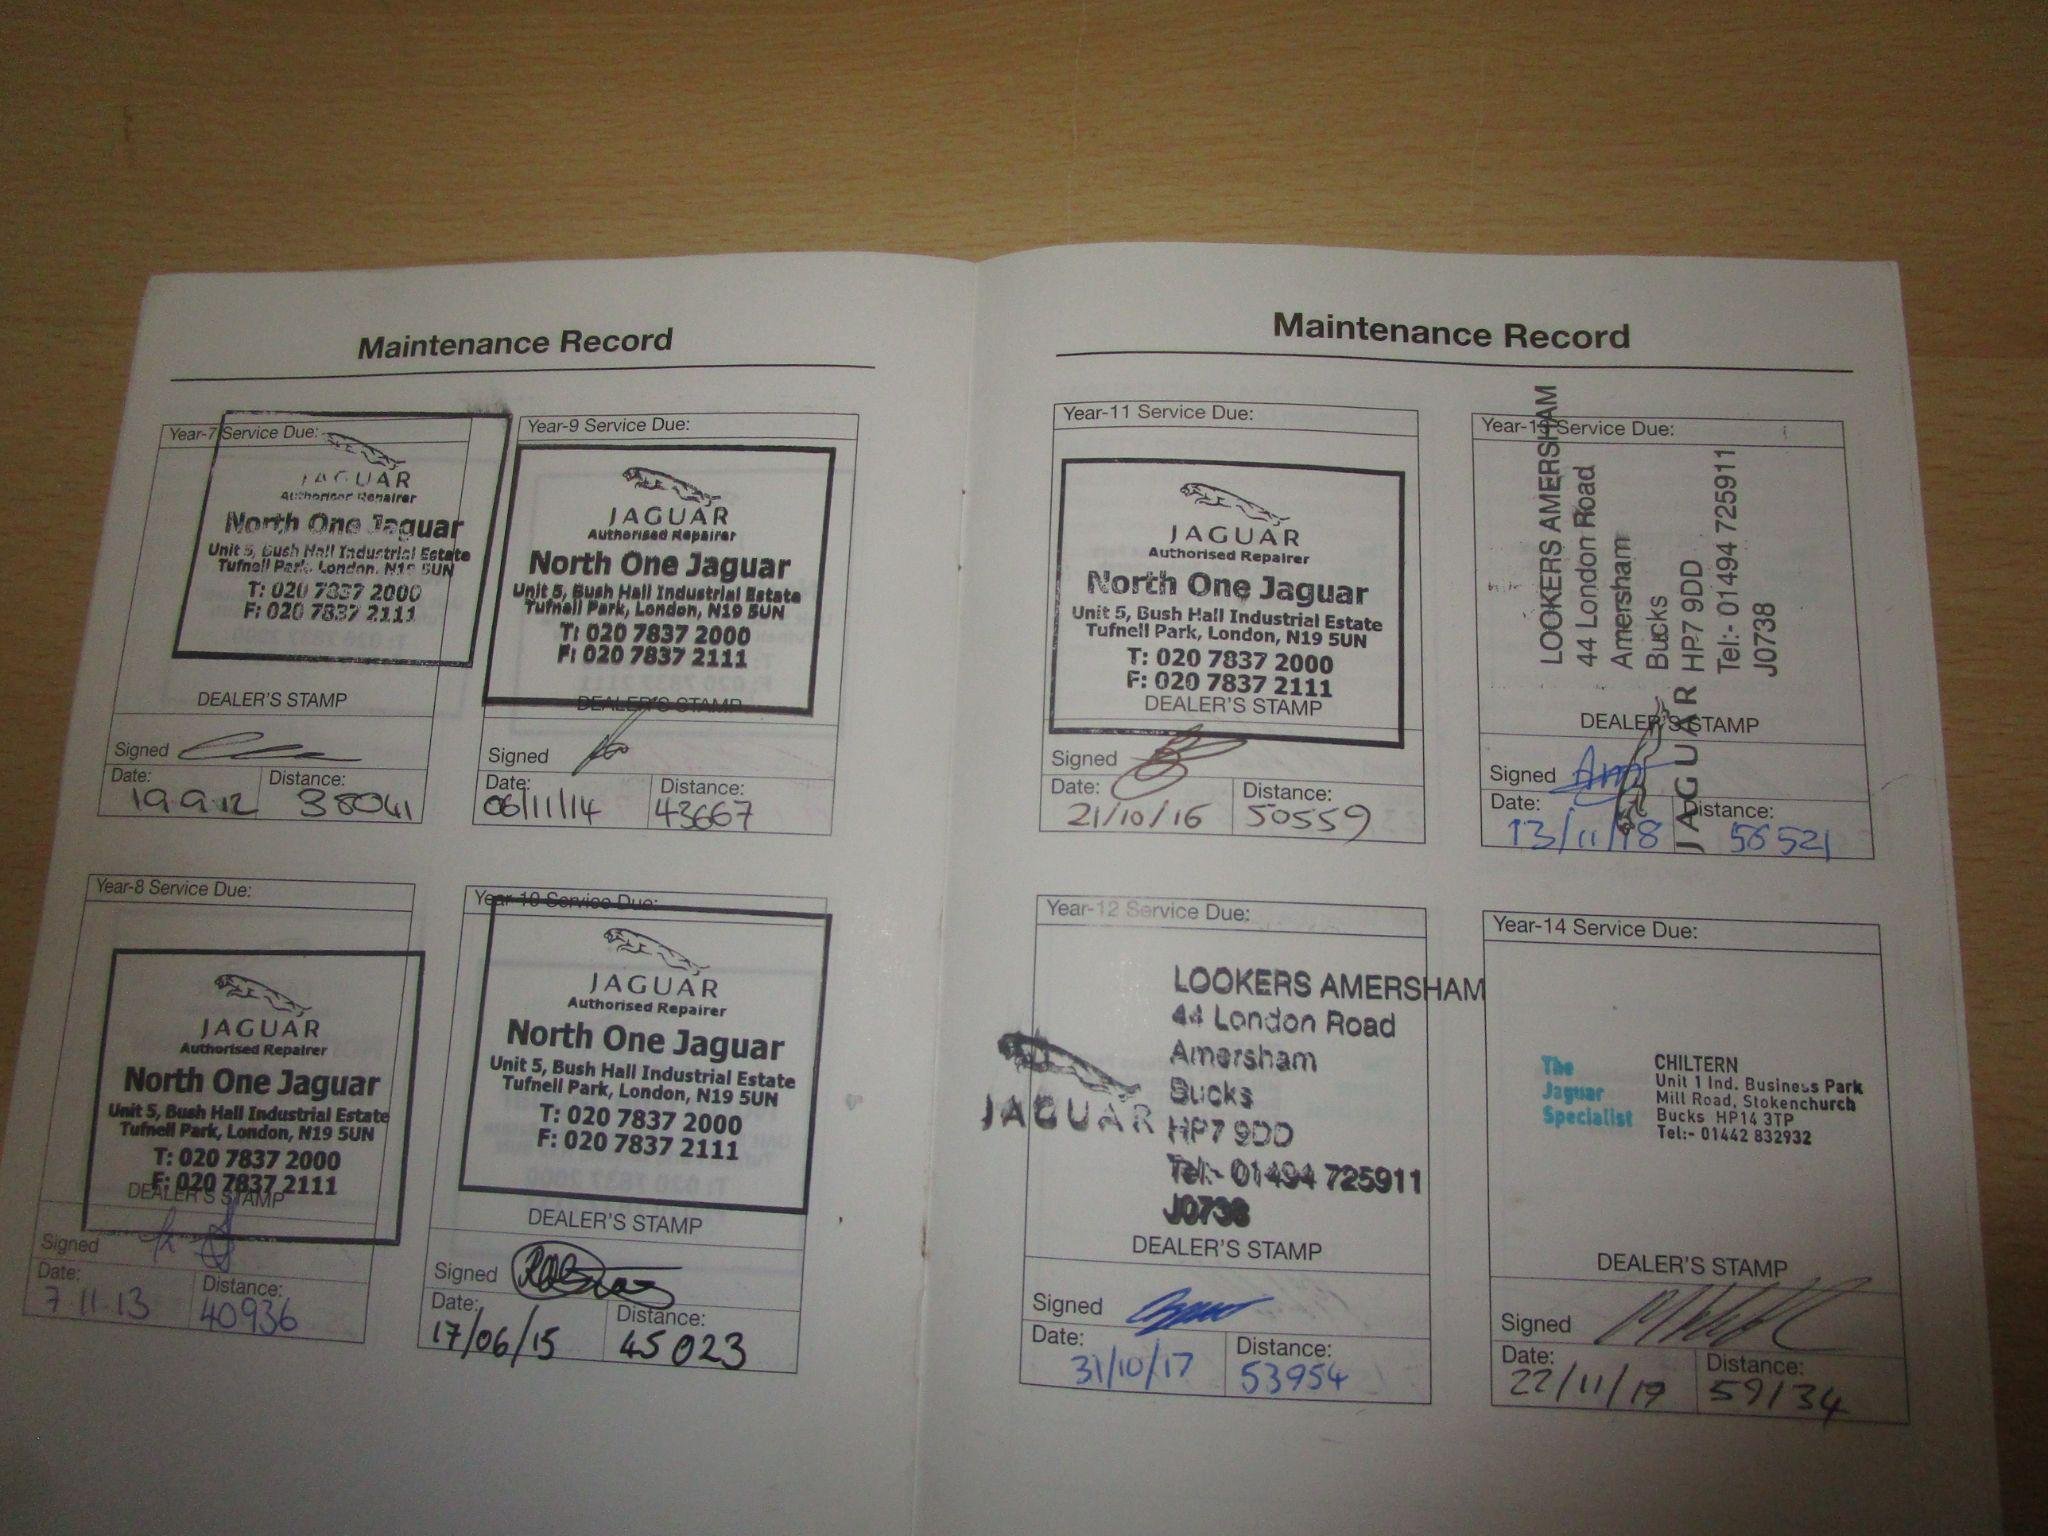 Maintenance Record
Year-7 Service Due:
JAGUAR
Authorised Repairer
North One Jaguar
Unit 5, Bush Hall Industrial Estate
Tufnell Park, London, N19 5UN
T: 020 7837 2000
F: 020 7837 2111
DEALER'S STAMP
Signed
Date:
Distance:
19.9.12
38041
Year-9 Service Due:
JAGUAR
Authorised Repairer
North One Jaguar
Unit 5, Bush Hall Industrial Estate
Tufnell Park, London, N19 5UN
T: 020 7837 2000
F: 020 7837 2111
DEALER'S STAMP
Signed
Date:
Distance:
06/11/14
43667
Year-8 Service Due:
JAGUAR
Authorised Repairer
North One Jaguar
Unit 5, Bush Hall Industrial Estate
Tufnell Park, London, N19 5UN
T: 020 7837 2000
F: 020 7837 2111
DEALER'S STAMP
Signed
Date:
Distance:
7.11.13
40936
Year-10 Service Due:
JAGUAR
Authorised Repairer
North One Jaguar
Unit 5, Bush Hall Industrial Estate
Tufnell Park, London, N19 5UN
T: 020 7837 2000
F: 020 7837 2111
DEALER'S STAMP
Signed
Date:
Distance:
17/06/15
45023
Maintenance Record
Year-11 Service Due:
JAGUAR
Authorised Repairer
North One Jaguar
Unit 5, Bush Hall Industrial Estate
Tufnell Park, London, N19 5UN
T: 020 7837 2000
F: 020 7837 2111
DEALER'S STAMP
Signed
Date:
Distance:
21/10/16
50559
Year-13 Service Due:
LOOKERS AMERSHAM
44 London Road
Amersham
Bucks
HP7 9DD
Tel:- 01494 725911
J0738
JAGUAR
DEALER'S STAMP
Signed
Date:
Distance:
13/11/18
56521
Year-12 Service Due:
LOOKERS AMERSHAM
44 London Road
Amersham
Bucks
HP7 9DD
Tel:- 01494 725911
J0738
JAGUAR
DEALER'S STAMP
Signed
Date:
Distance:
31/10/17
53954
Year-14 Service Due:
The
Jaguar
Specialist
CHILTERN
Unit 1 Ind. Business Park
Mill Road, Stokenchurch
Bucks HP14 3TP
Tel:- 01442 832932
DEALER'S STAMP
Signed
Date:
Distance:
22/11/19
59134